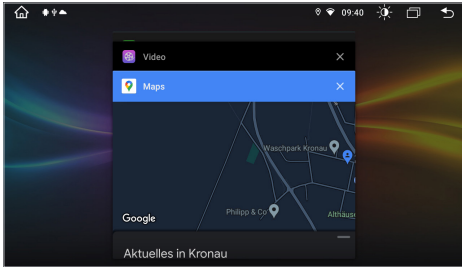 09:40
Video
Maps
Waschpark Kronau
Philipp & Co
Althaus
Google
Aktuelles in Kronau